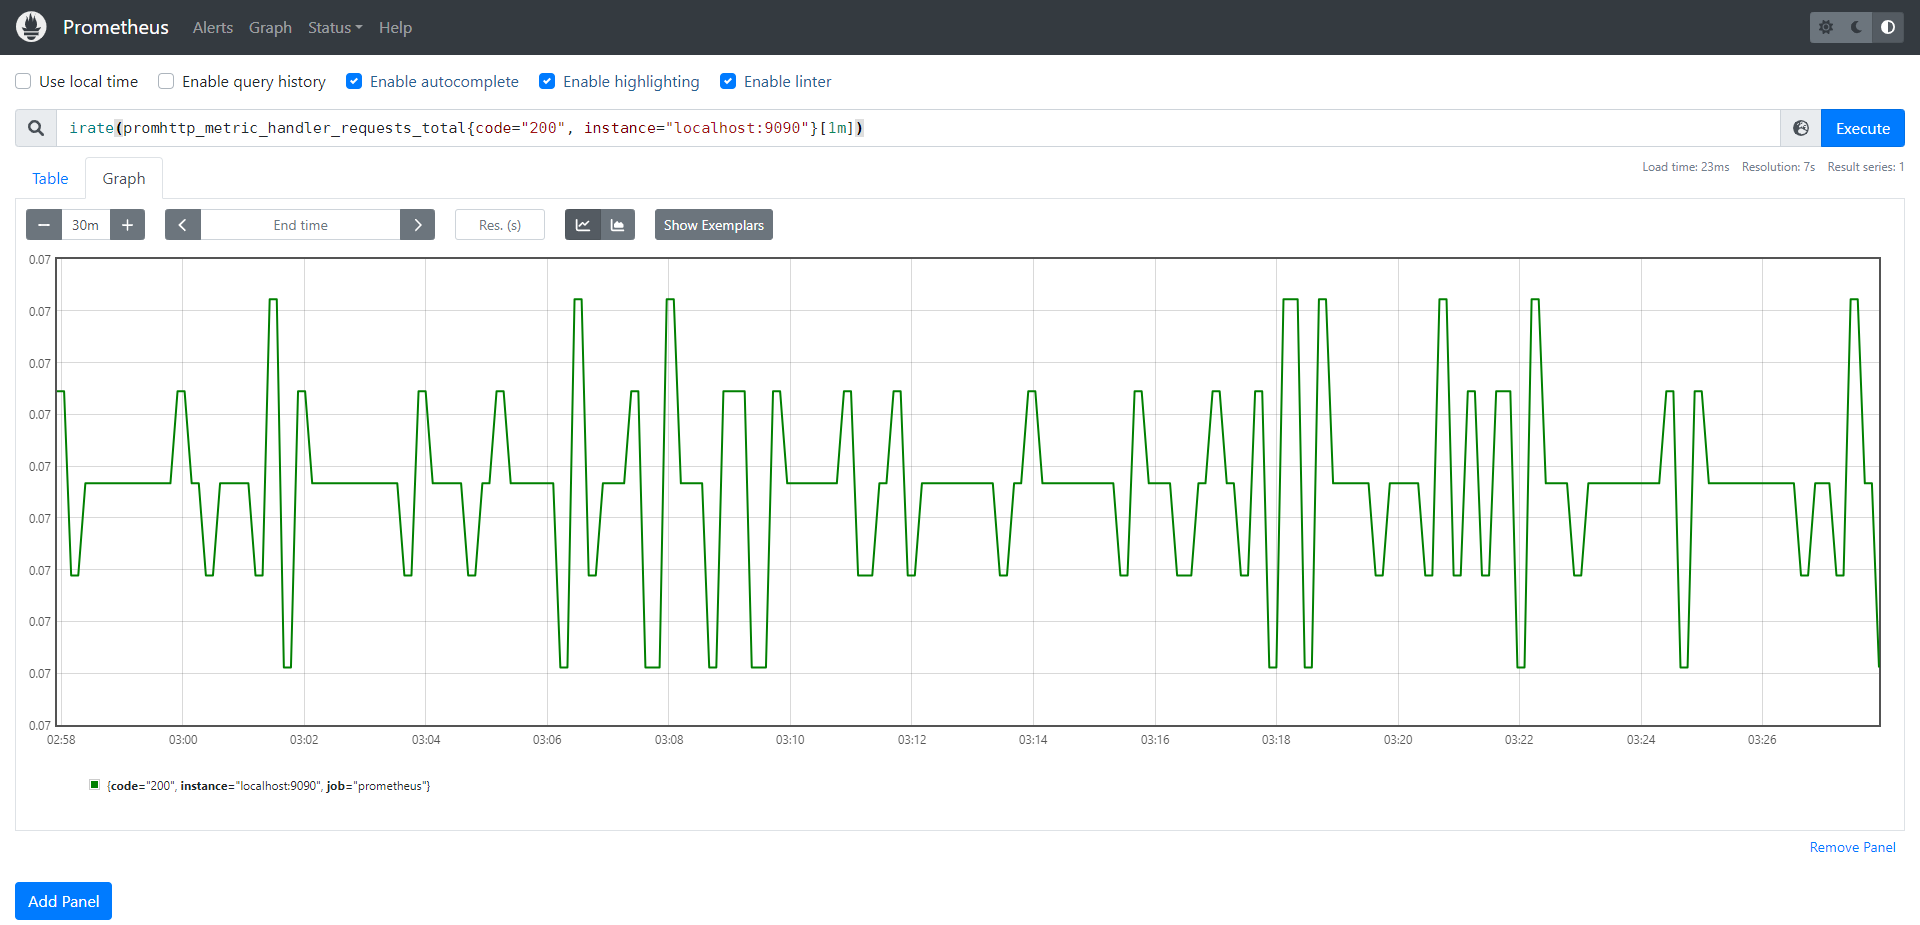 Prometheus Alerts Graph Status Help
Use local time Enable query history Enable autocomplete Enable highlighting Enable linter
irate(promhttp_metric_handler_requests_total{code="200", instance="localhost:9090"}[1m]) Execute
Load time: 23ms Resolution: 7s Result series: 1
Table Graph
30m End time Res. (s) Show Exemplars
0.07
0.07
0.07
0.07
0.07
0.07
0.07
0.07
0.07
0.07
02:58 03:00 03:02 03:04 03:06 03:08 03:10 03:12 03:14 03:16 03:18 03:20 03:22 03:24 03:26
{code="200", instance="localhost:9090", job="prometheus"}
Remove Panel
Add Panel